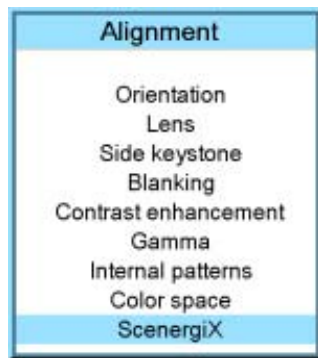 Alignment
Orientation
Lens
Side keystone
Blanking
Contrast enhancement
Gamma
Internal patterns
Color space
ScenergiX